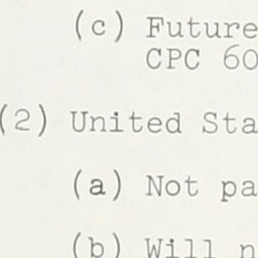 (c) Future
CPC 60
(2) United Sta
(a) Not pa
(b) Will n